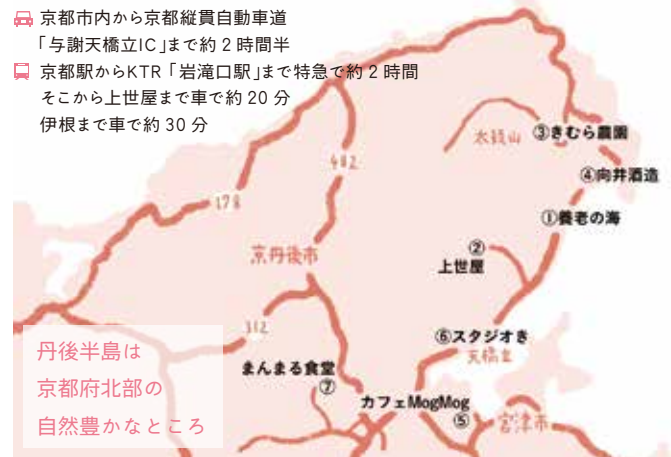 京都市内から京都縦貫自動車道
「与謝天橋立IC」まで約2時間半
京都駅からKTR「岩滝口駅」まで特急で約2時間
そこから上世屋まで車で約20分
伊根まで車で約30分
太鼓山
③きむら農園
④向井酒造
①養老の海
②
上世屋
482
178
京丹後市
312
⑥スタジオき
天橋立
まんまる食堂
⑦
カフェMogMog
⑤
宮津市
丹後半島は
京都府北部の
自然豊かなところ